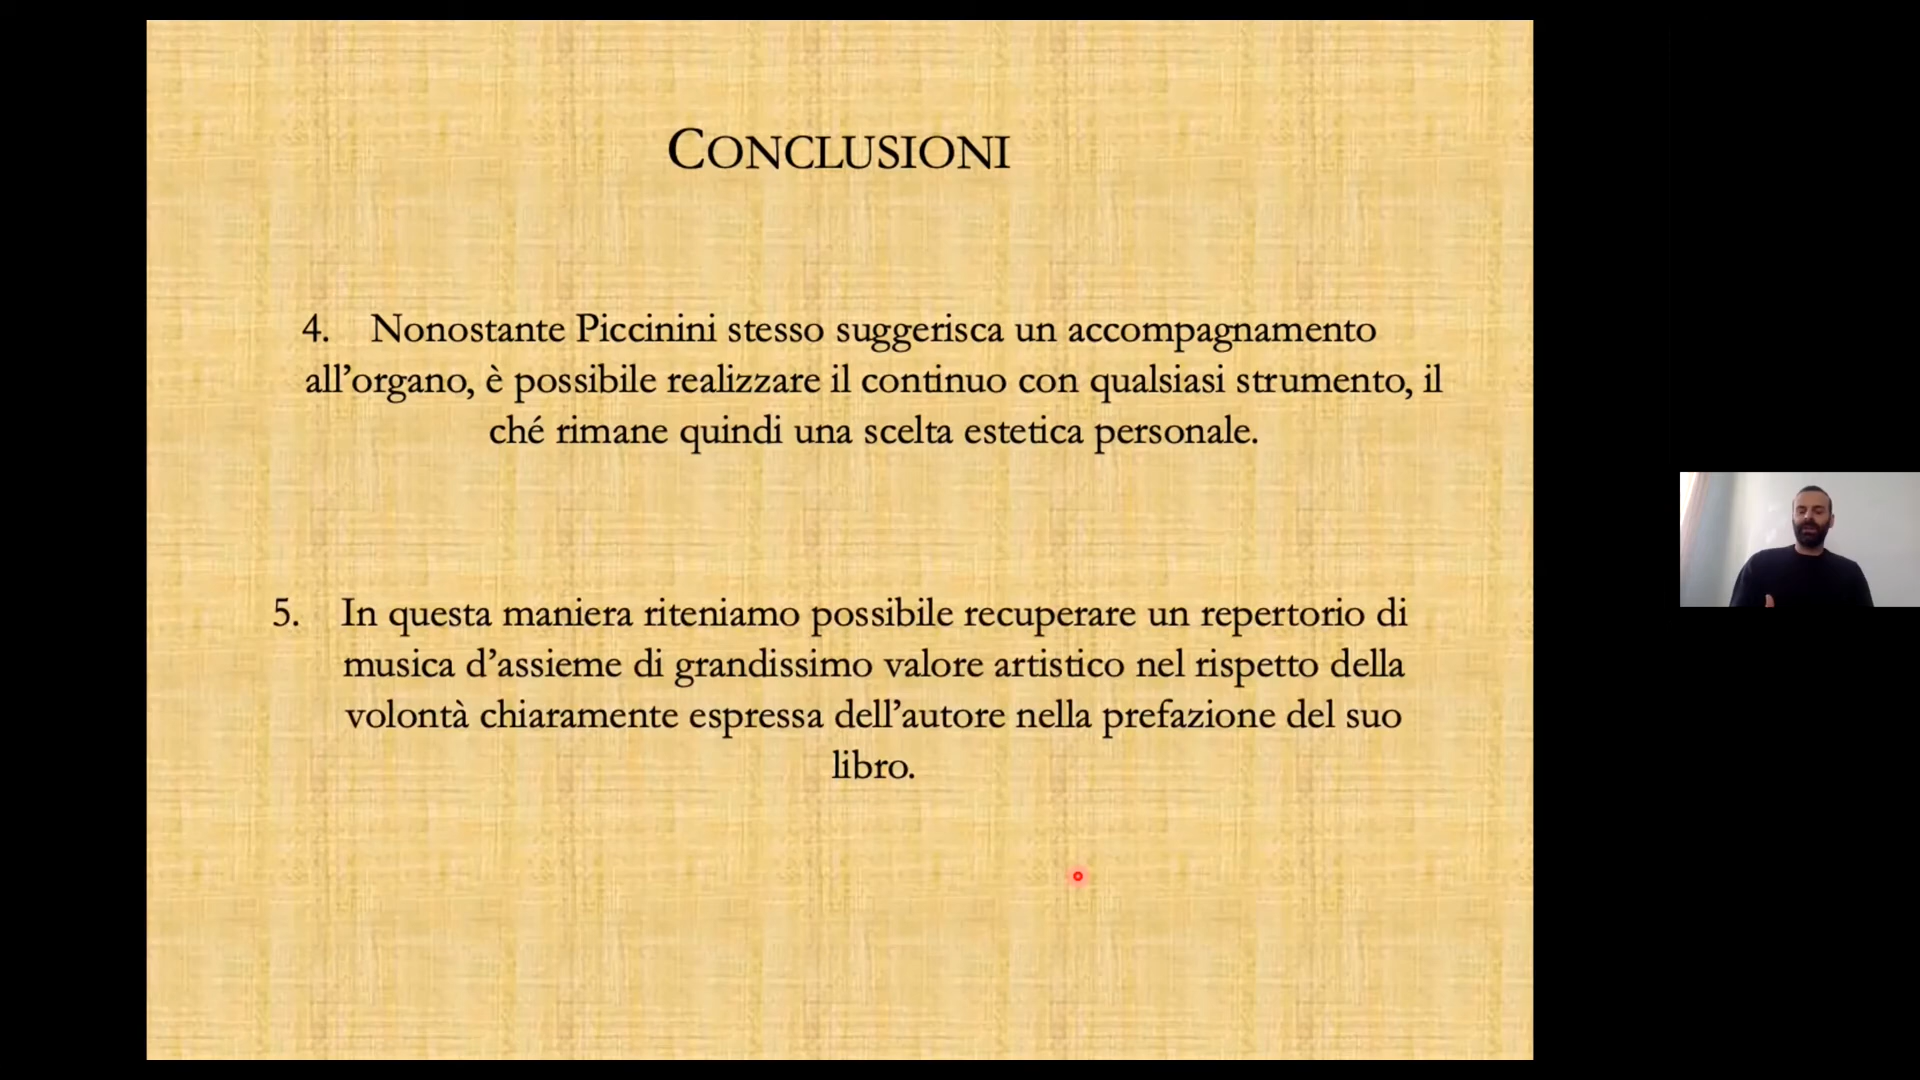 CONCLUSIONI
4. Nonostante Piccinini stesso suggerisca un accompagnamento
all’organo, è possibile realizzare il continuo con qualsiasi strumento, il
ché rimane quindi una scelta estetica personale.
5. In questa maniera riteniamo possibile recuperare un repertorio di
musica d’assieme di grandissimo valore artistico nel rispetto della
volontà chiaramente espressa dell’autore nella prefazione del suo
libro.